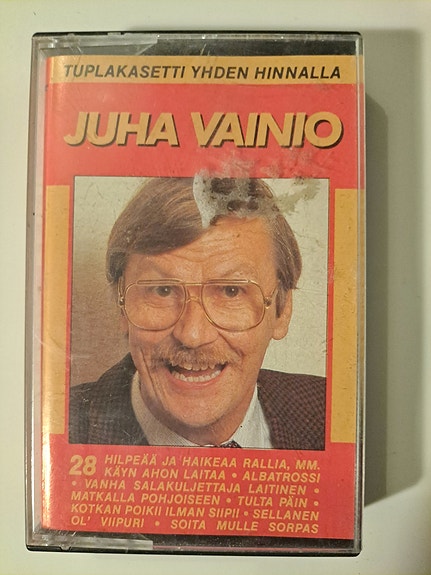 TUPLAKASETTI YHDEN HINNALLA
JUHA VAINIO
28 HILPEÄÄ JA HAIKEAA RALLIA, MM.
KÄYN AHON LAITAA • ALBATROSSI
• VANHA SALAKULJETTAJA LAITINEN •
MATKALLA POHJOISEEN • TULTA PÄIN •
KOTKAN POIKII ILMAN SIIPII • SELLANEN
OL' VIIPURI • SOITA MULLE SORPAS